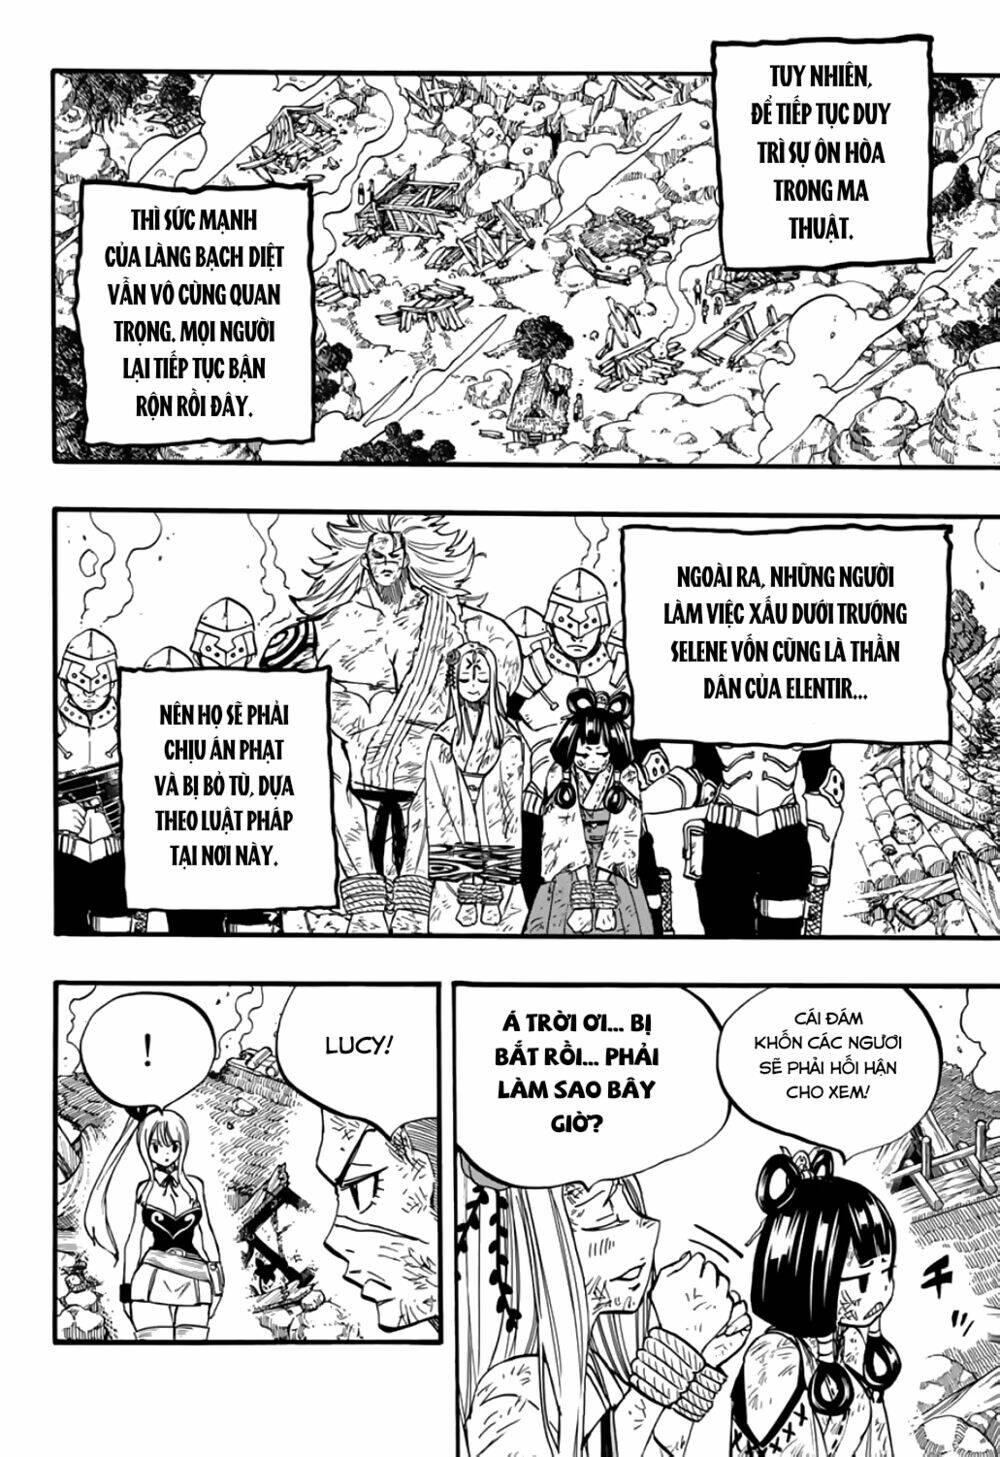 TUY NHIÊN,
ĐỂ TIẾP TỤC DUY
TRÌ SỰ ÔN HÒA
TRONG MA
THUẬT.
THÌ SỨC MẠNH
CỦA LÀNG BẠCH DIỆT
VẪN VÔ CÙNG QUAN
TRỌNG. MỌI NGƯỜI
LẠI TIẾP TỤC BẬN
RỘN RỒI ĐÂY.
NGOÀI RA, NHỮNG NGƯỜI
LÀM VIỆC XẤU DƯỚI TRƯỚNG
SELENE VỐN CŨNG LÀ THẦN
DÂN CỦA ELENTIR...
NÊN HỌ SẼ PHẢI
CHỊU ÁN PHẠT
VÀ BỊ BỎ TÙ, DỰA
THEO LUẬT PHÁP
TẠI NƠI NÀY.
CÁI ĐÁM
KHỐN CÁC NGƯƠI
SẼ PHẢI HỐI HẬN
CHO XEM!
Á TRỜI ƠI... BỊ
BẮT RỒI... PHẢI
LÀM SAO BÂY
GIỜ?
チッ
LUCY!
!